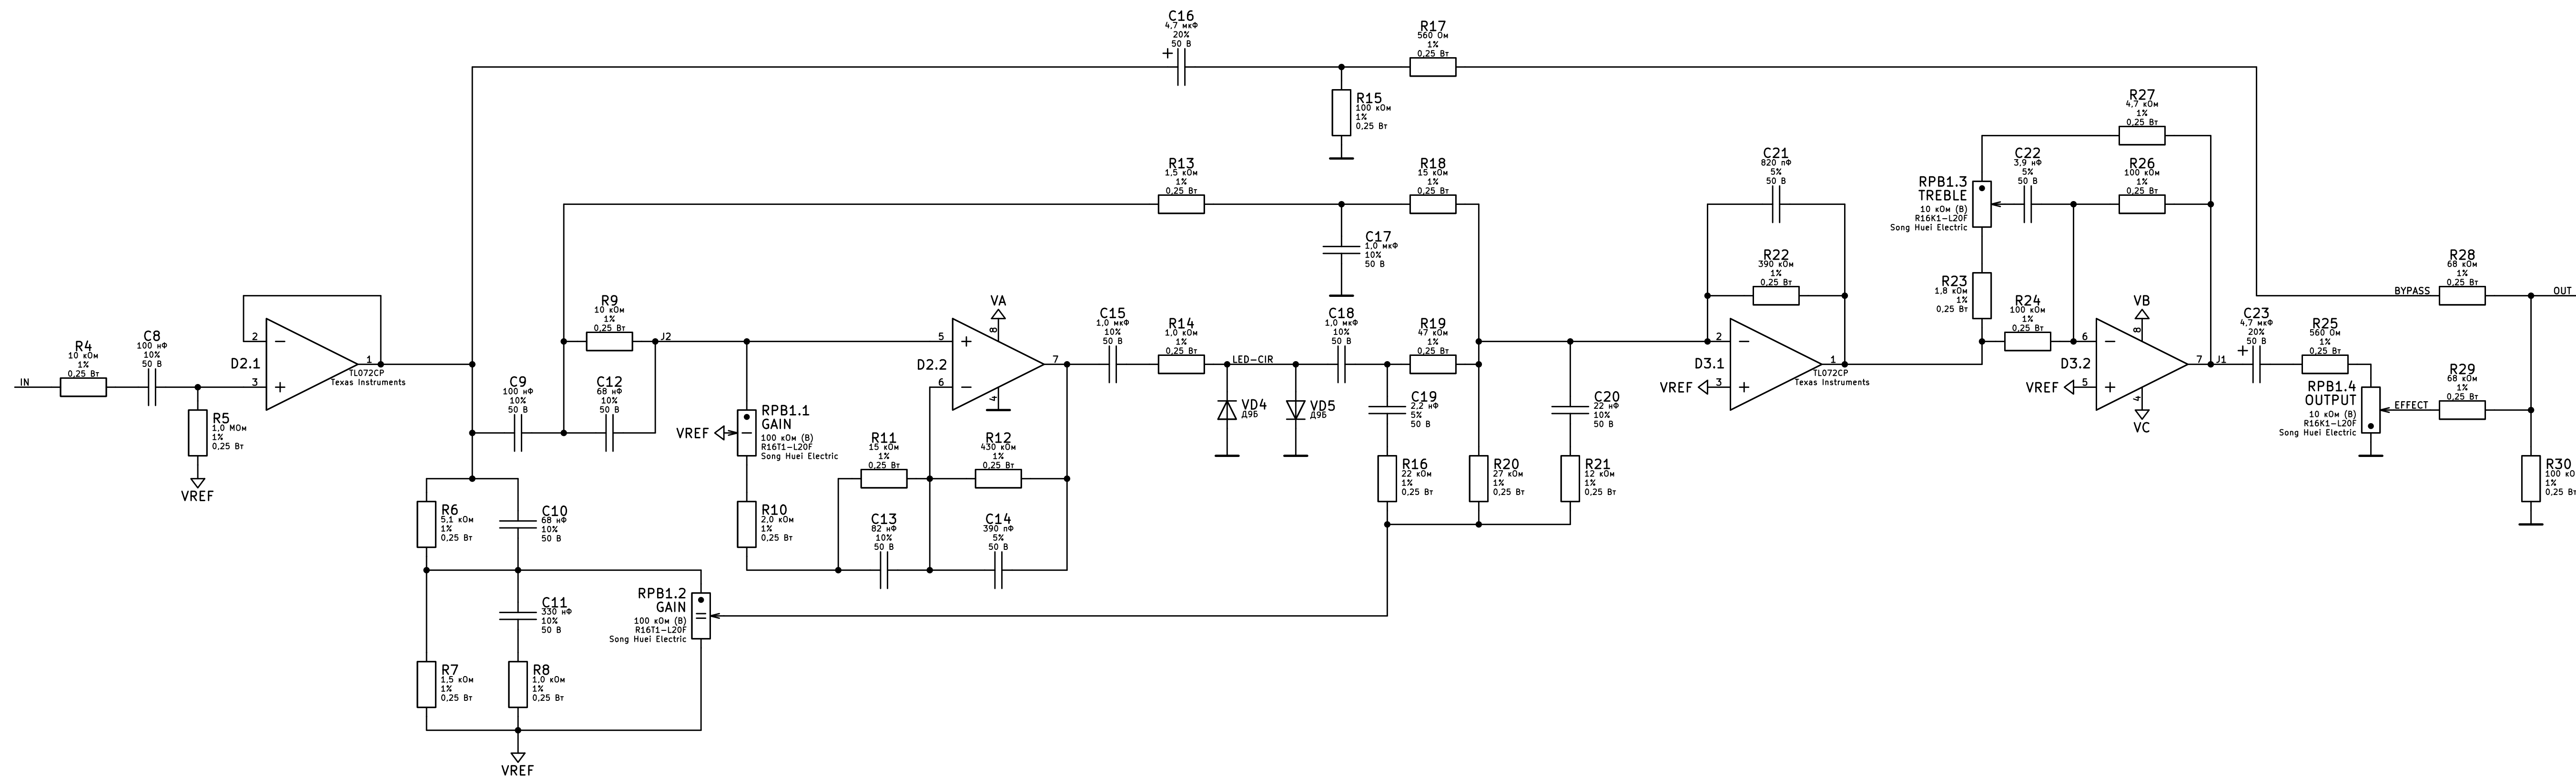 IN
R4
10 кОм
1%
0,25 Вт
C8
100 нФ
10%
50 В
R5
1,0 МОм
1%
0,25 Вт
VREF
D2.1
2
3
1
TL072CP
Texas Instruments
R6
5,1 кОм
1%
0,25 Вт
C10
68 нФ
10%
50 В
R7
1,5 кОм
1%
0,25 Вт
C11
330 нФ
10%
50 В
R8
1,0 кОм
1%
0,25 Вт
VREF
C9
100 нФ
10%
50 В
R9
10 кОм
1%
0,25 Вт
C12
68 нФ
10%
50 В
J2
VREF
RPB1.1
GAIN
100 кОм (B)
R16T1-L20F
Song Huei Electric
R10
2,0 кОм
1%
0,25 Вт
RPB1.2
GAIN
100 кОм (B)
R16T1-L20F
Song Huei Electric
R11
15 кОм
1%
0,25 Вт
C13
82 нФ
10%
50 В
R12
430 кОм
1%
0,25 Вт
C14
390 пФ
5%
50 В
VA
8
5
6
D2.2
4
7
C15
1,0 мкФ
10%
50 В
R14
1,0 кОм
1%
0,25 Вт
LED-CIR
VD4
Д9Б
VD5
Д9Б
C16
4,7 мкФ
20%
50 В
+
R15
100 кОм
1%
0,25 Вт
R17
560 Ом
1%
0,25 Вт
R13
1,5 кОм
1%
0,25 Вт
C17
1,0 мкФ
10%
50 В
R18
15 кОм
1%
0,25 Вт
C18
1,0 мкФ
10%
50 В
R19
47 кОм
1%
0,25 Вт
C19
2,2 нФ
5%
50 В
R16
22 кОм
1%
0,25 Вт
R20
27 кОм
1%
0,25 Вт
C20
22 нФ
10%
50 В
R21
12 кОм
1%
0,25 Вт
C21
820 пФ
5%
50 В
R22
390 кОм
1%
0,25 Вт
D3.1
2
3
1
VREF
TL072CP
Texas Instruments
RPB1.3
TREBLE
10 кОм (B)
R16K1-L20F
Song Huei Electric
C22
3,9 нФ
5%
50 В
R27
4,7 кОм
1%
0,25 Вт
R26
100 кОм
1%
0,25 Вт
R23
1,8 кОм
1%
0,25 Вт
R24
100 кОм
1%
0,25 Вт
VB
8
6
5
D3.2
VREF
4
VC
7
J1
C23
4,7 мкФ
20%
50 В
+
R25
560 Ом
1%
0,25 Вт
RPB1.4
OUTPUT
10 кОм (B)
R16K1-L20F
Song Huei Electric
BYPASS
R28
68 кОм
1%
0,25 Вт
OUT
EFFECT
R29
68 кОм
1%
0,25 Вт
R30
1%